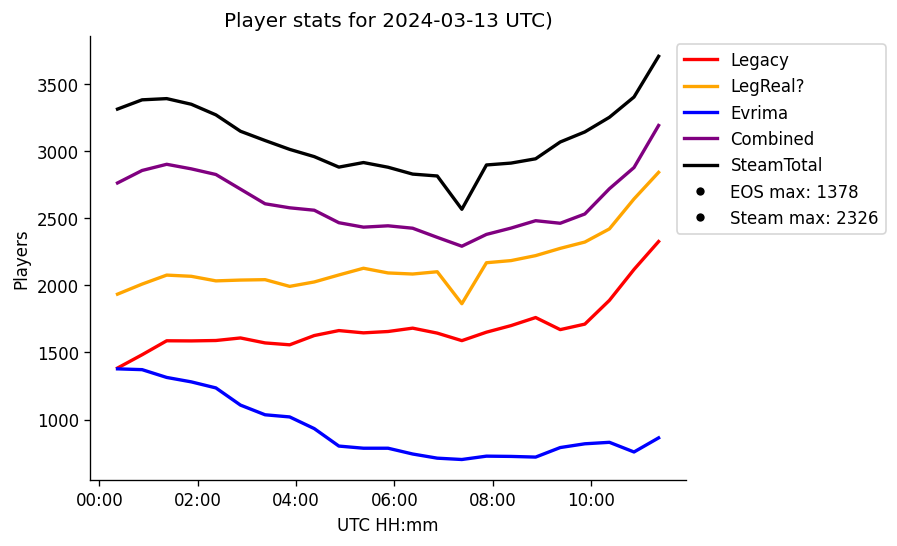 Player stats for 2024-03-13 UTC)
Legacy
LegReal?
Evrima
Combined
SteamTotal
EOS max: 1378
Steam max: 2326
Players
3500
3000
2500
2000
1500
1000
00:00 02:00 04:00 06:00 08:00 10:00
UTC HH:mm